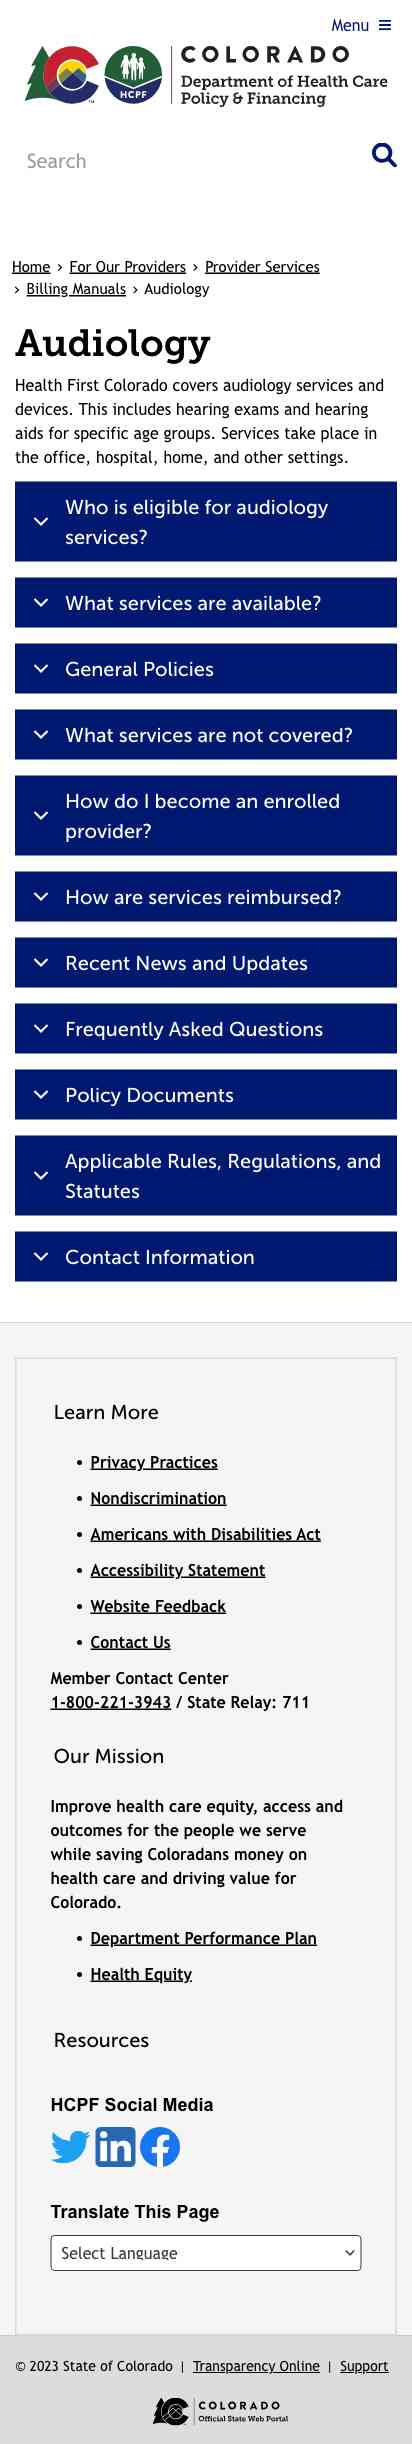 Menu
COLORADO
Department of Health Care
Policy & Financing
HCPF
TM
Search
Home › For Our Providers › Provider Services
› Billing Manuals › Audiology
Audiology
Health First Colorado covers audiology services and
devices. This includes hearing exams and hearing
aids for specific age groups. Services take place in
the office, hospital, home, and other settings.
Who is eligible for audiology
services?
What services are available?
General Policies
What services are not covered?
How do I become an enrolled
provider?
How are services reimbursed?
Recent News and Updates
Frequently Asked Questions
Policy Documents
Applicable Rules, Regulations, and
Statutes
Contact Information
Learn More
• Privacy Practices
• Nondiscrimination
• Americans with Disabilities Act
• Accessibility Statement
• Website Feedback
• Contact Us
Member Contact Center
1-800-221-3943 / State Relay: 711
Our Mission
Improve health care equity, access and
outcomes for the people we serve
while saving Coloradans money on
health care and driving value for
Colorado.
• Department Performance Plan
• Health Equity
Resources
HCPF Social Media
Translate This Page
Select Language
© 2023 State of Colorado | Transparency Online | Support
COLORADO
Official State Web Portal